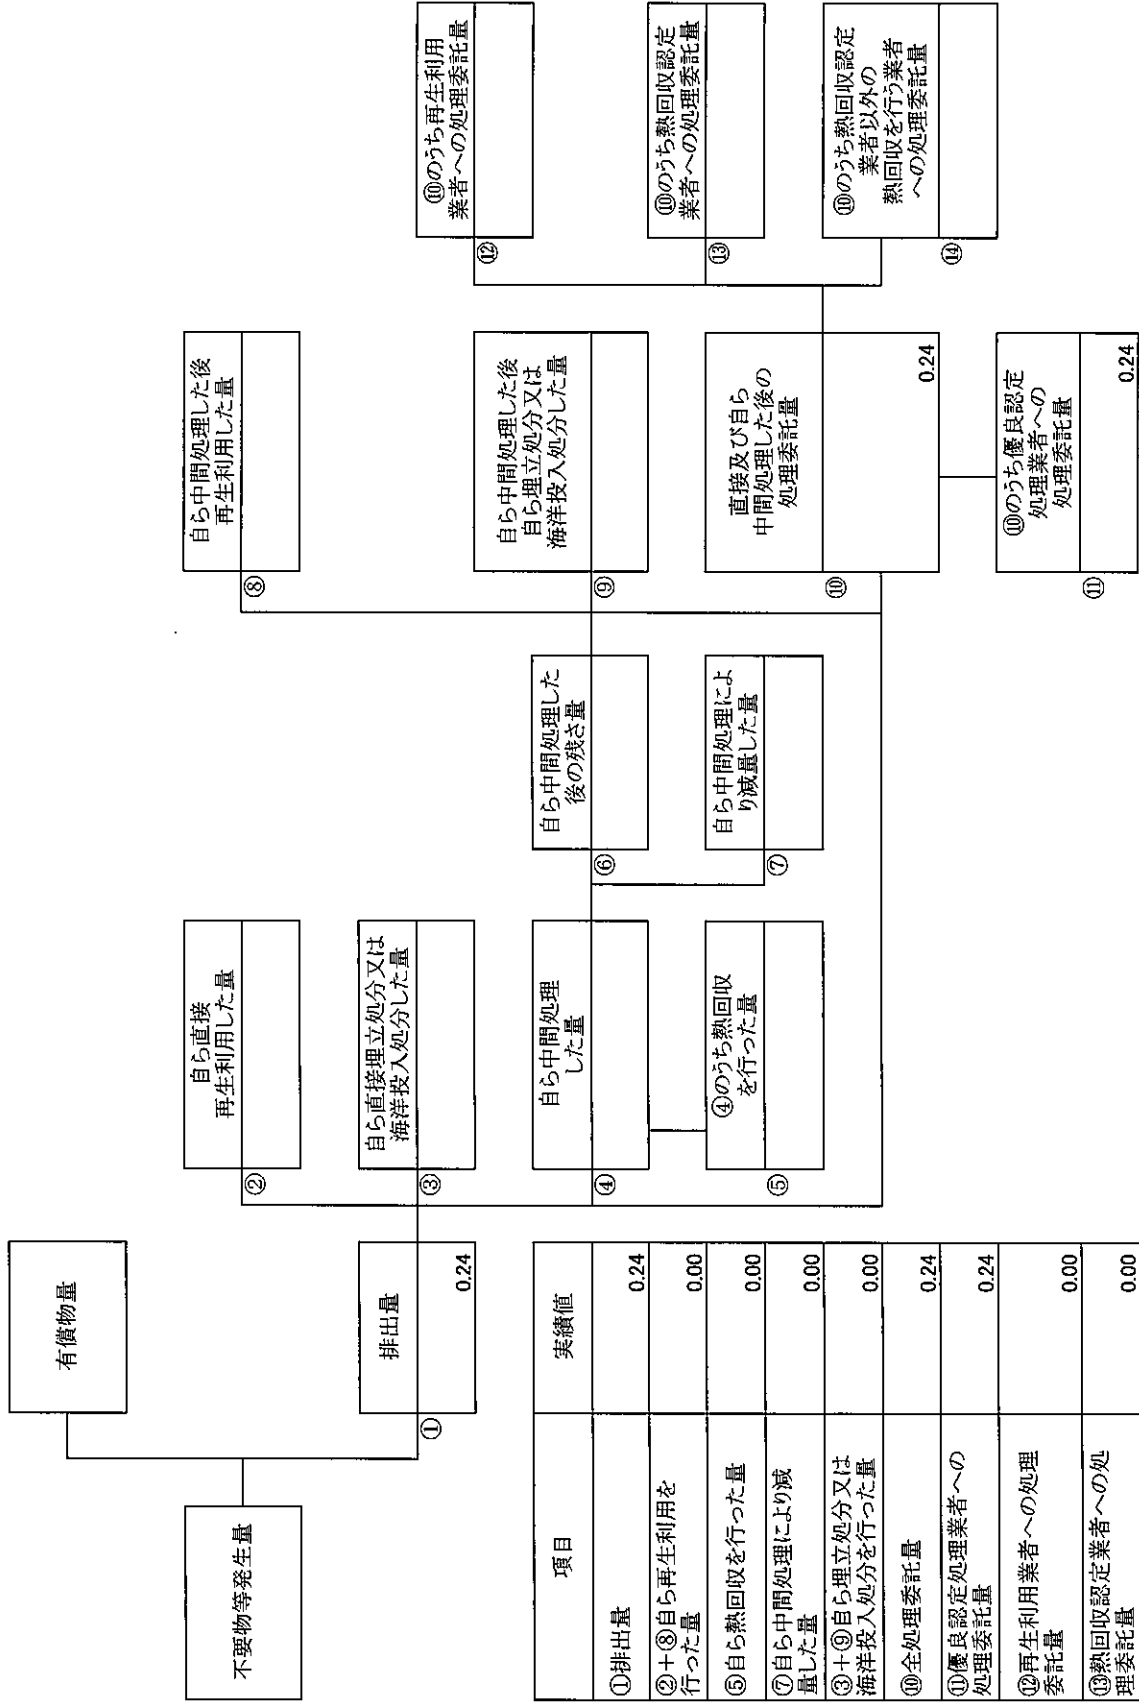 有償物量
不要物等発生量
排出量
①
0.24
自ら直接
再生利用した量
②
自ら直接埋立処分又は
海洋投入処分した量
③
自ら中間処理
した量
④
④のうち熱回収
を行った量
⑤
自ら中間処理した
後の残さ量
⑥
自ら中間処理によ
り減量した量
⑦
自ら中間処理した後
再生利用した量
⑧
自ら中間処理した後
自ら埋立処分又は
海洋投入処分した量
⑨
直接及び自ら
中間処理した後の
処理委託量
⑩
0.24
⑩のうち優良認定
処理業者への
処理委託量
⑪
0.24
⑩のうち再生利用
業者への処理委託量
⑫
⑩のうち熱回収認定
業者への処理委託量
⑬
⑩のうち熱回収認定
業者以外の
熱回収を行う業者
への処理委託量
⑭
項目 実績値
①排出量 0.24
②+⑧自ら再生利用を
行った量 0.00
⑤自ら熱回収を行った量 0.00
⑦自ら中間処理により減
量した量 0.00
③+⑨自ら埋立処分又は
海洋投入処分を行った量 0.00
⑩全処理委託量 0.24
⑪優良認定処理業者への
処理委託量 0.24
⑫再生利用業者への処理
委託量 0.00
⑬熱回収認定業者への処
理委託量 0.00